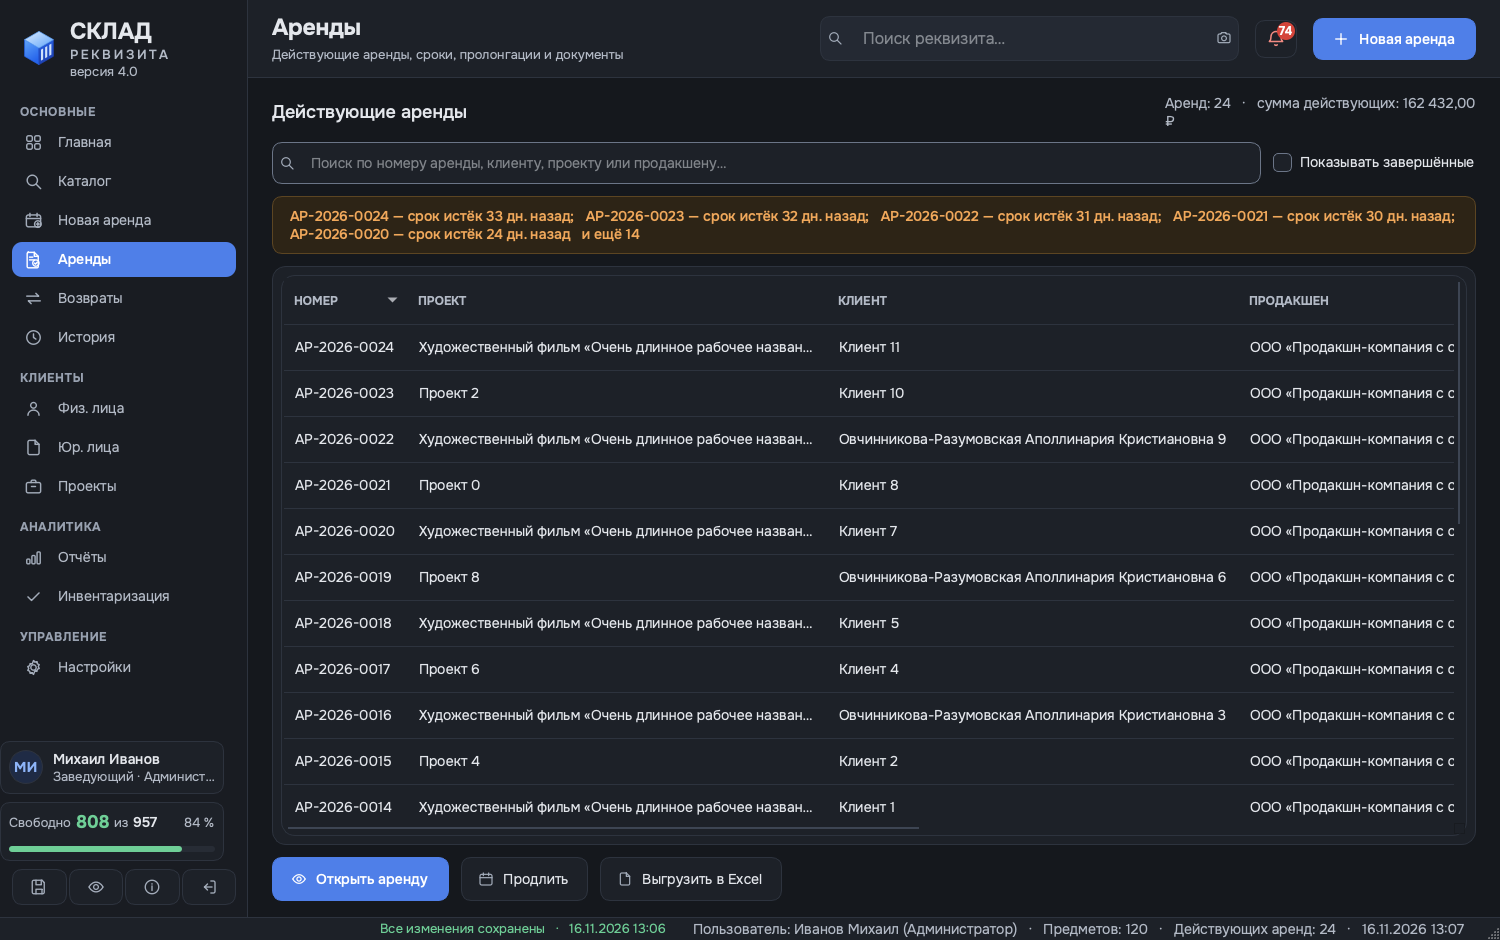 СКЛАД
РЕКВИЗИТА
версия 4.0
ОСНОВНЫЕ
Главная
Каталог
Новая аренда
Аренды
Возвраты
История
КЛИЕНТЫ
Физ. лица
Юр. лица
Проекты
АНАЛИТИКА
Отчёты
Инвентаризация
УПРАВЛЕНИЕ
Настройки
МИ
Михаил Иванов
Заведующий · Админист...
Свободно 808 из 957 84 %
Аренды
Действующие аренды, сроки, пролонгации и документы
Поиск реквизита...
74
Новая аренда
Действующие аренды
Аренд: 24 · сумма действующих: 162 432,00
₽
Поиск по номеру аренды, клиенту, проекту или продакшену...
Показывать завершённые
АР-2026-0024 — срок истёк 33 дн. назад; АР-2026-0023 — срок истёк 32 дн. назад; АР-2026-0022 — срок истёк 31 дн. назад; АР-2026-0021 — срок истёк 30 дн. назад;
АР-2026-0020 — срок истёк 24 дн. назад и ещё 14
НОМЕР ПРОЕКТ КЛИЕНТ ПРОДАКШЕН
АР-2026-0024 Художественный фильм «Очень длинное рабочее назван... Клиент 11 ООО «Продакшн-компания с с
АР-2026-0023 Проект 2 Клиент 10 ООО «Продакшн-компания с с
АР-2026-0022 Художественный фильм «Очень длинное рабочее назван... Овчинникова-Разумовская Аполлинария Кристиановна 9 ООО «Продакшн-компания с с
АР-2026-0021 Проект 0 Клиент 8 ООО «Продакшн-компания с с
АР-2026-0020 Художественный фильм «Очень длинное рабочее назван... Клиент 7 ООО «Продакшн-компания с с
АР-2026-0019 Проект 8 Овчинникова-Разумовская Аполлинария Кристиановна 6 ООО «Продакшн-компания с с
АР-2026-0018 Художественный фильм «Очень длинное рабочее назван... Клиент 5 ООО «Продакшн-компания с с
АР-2026-0017 Проект 6 Клиент 4 ООО «Продакшн-компания с с
АР-2026-0016 Художественный фильм «Очень длинное рабочее назван... Овчинникова-Разумовская Аполлинария Кристиановна 3 ООО «Продакшн-компания с с
АР-2026-0015 Проект 4 Клиент 2 ООО «Продакшн-компания с с
АР-2026-0014 Художественный фильм «Очень длинное рабочее назван... Клиент 1 ООО «Продакшн-компания с с
Открыть аренду
Продлить
Выгрузить в Excel
Все изменения сохранены · 16.11.2026 13:06 Пользователь: Иванов Михаил (Администратор) · Предметов: 120 · Действующих аренд: 24 · 16.11.2026 13:07